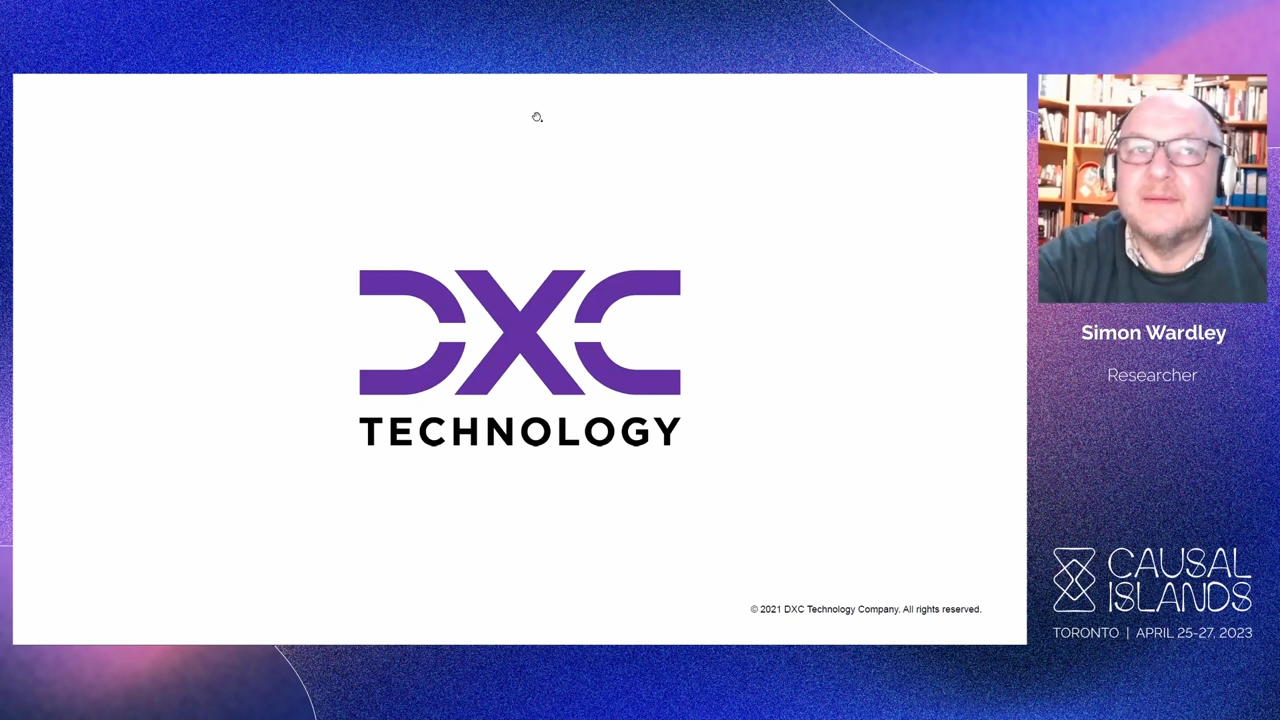 DXC
TECHNOLOGY
© 2021 DXC Technology Company. All rights reserved.
Simon Wardley
Researcher
CAUSAL
ISLANDS
TORONTO | APRIL 25-27, 2023